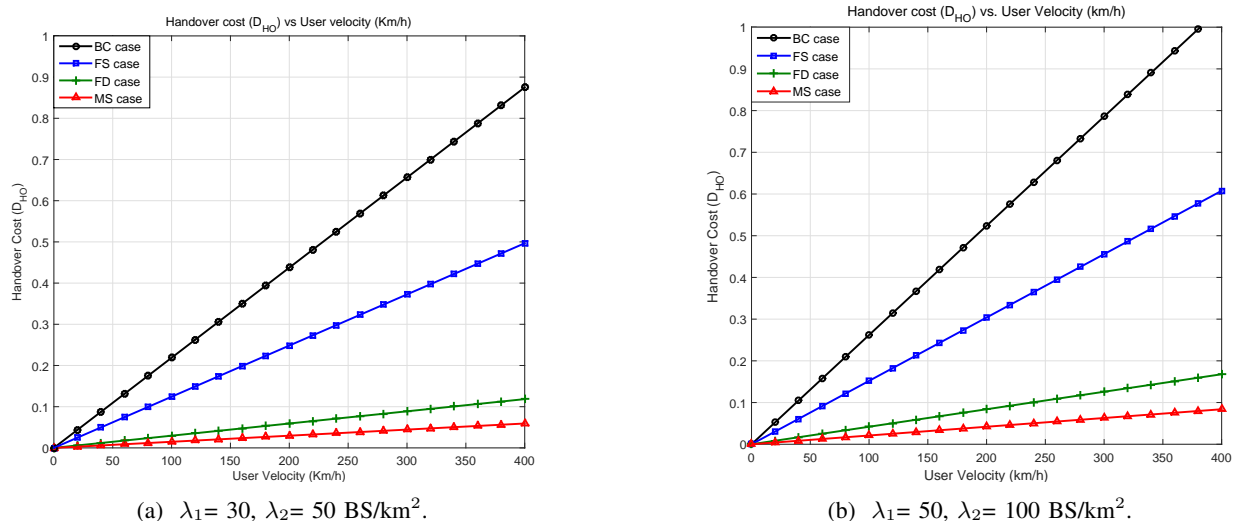 Handover cost (D_HO) vs User velocity (Km/h)
1
0.9
0.8
0.7
0.6
0.5
0.4
0.3
0.2
0.1
0
Handover Cost (D_HO)
BC case
FS case
FD case
MS case
0 50 100 150 200 250 300 350 400
User Velocity (Km/h)
(a) λ₁= 30, λ₂= 50 BS/km².
Handover cost (D_HO) vs. User Velocity (km/h)
1
0.9
0.8
0.7
0.6
0.5
0.4
0.3
0.2
0.1
0
Handover Cost (D_HO)
BC case
FS case
FD case
MS case
0 50 100 150 200 250 300 350 400
User Velocity (km/h)
(b) λ₁= 50, λ₂= 100 BS/km².